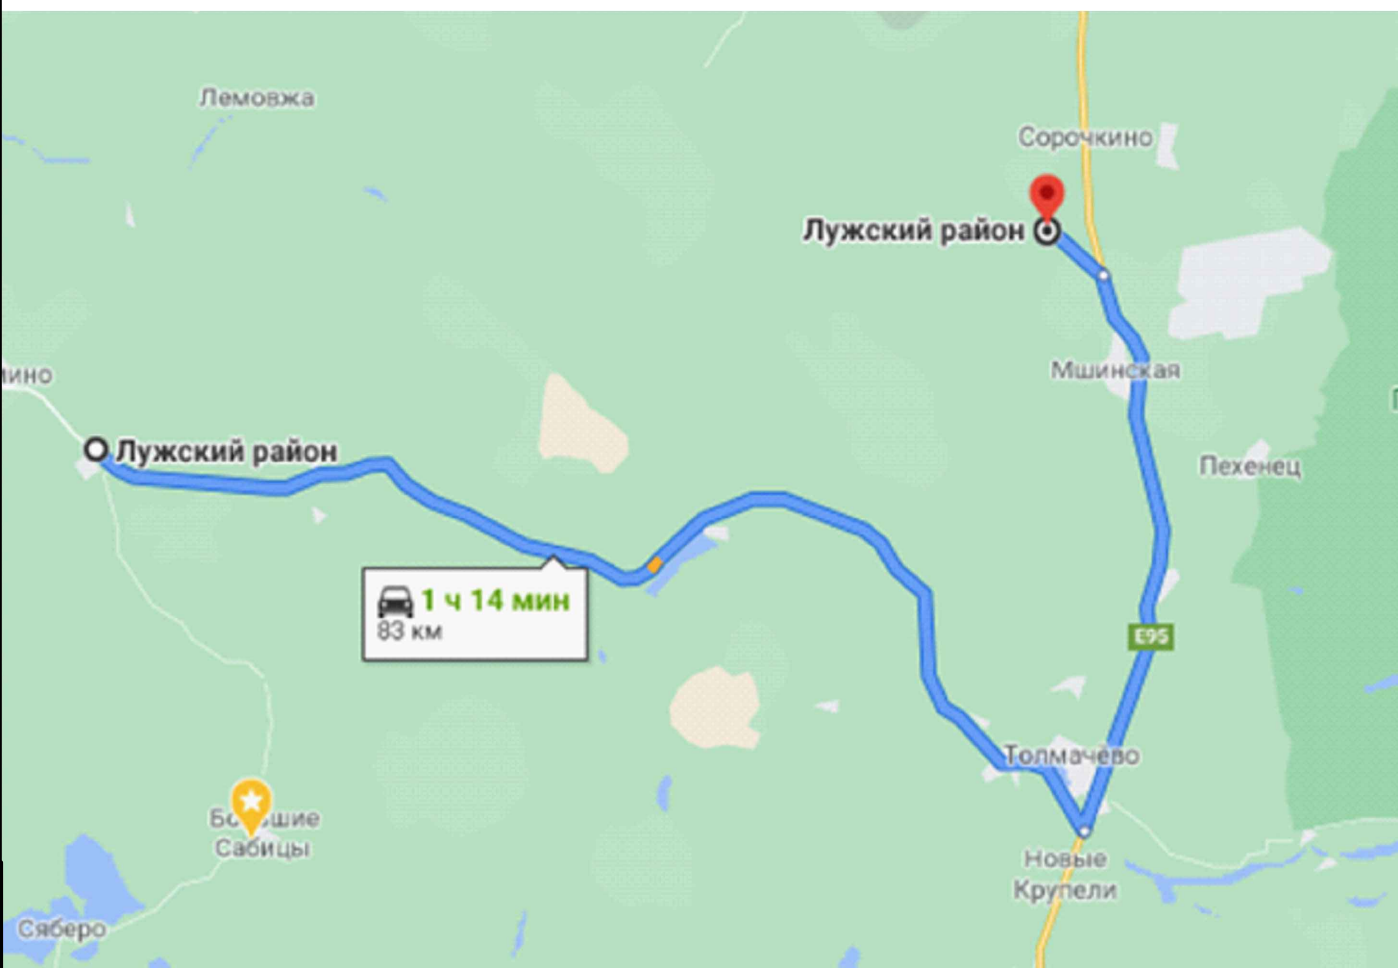 Лемовжа
Сорочкино
Лужский район
Мшинская
Лужский район
Пехенец
1 ч 14 мин
83 км
E95
Толмачёво
Сабицы
Новые
Крупели
Сяберо